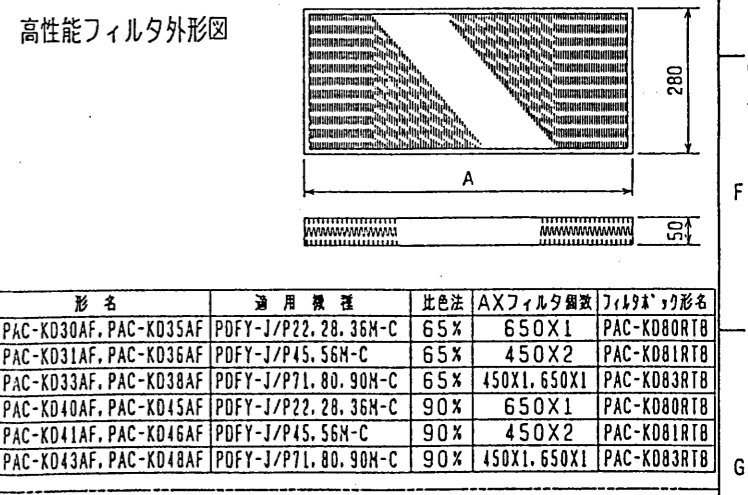 高性能フィルタ外形図
280
A
F
50
形名 適用機種 比色法 AXフィルタ個数 フィルタボックス形名
PAC-KD30AF, PAC-KD35AF PDFY-J/P22, 28, 36M-C 65% 650X1 PAC-KD80RTB
PAC-KD31AF, PAC-KD36AF PDFY-J/P45, 56M-C 65% 450X2 PAC-KD81RTB
PAC-KD33AF, PAC-KD38AF PDFY-J/P71, 80, 90M-C 65% 450X1, 650X1 PAC-KD83RTB
PAC-KD40AF, PAC-KD45AF PDFY-J/P22, 28, 36M-C 90% 650X1 PAC-KD80RTB
PAC-KD41AF, PAC-KD46AF PDFY-J/P45, 56M-C 90% 450X2 PAC-KD81RTB
PAC-KD43AF, PAC-KD48AF PDFY-J/P71, 80, 90M-C 90% 450X1, 650X1 PAC-KD83RTB
G